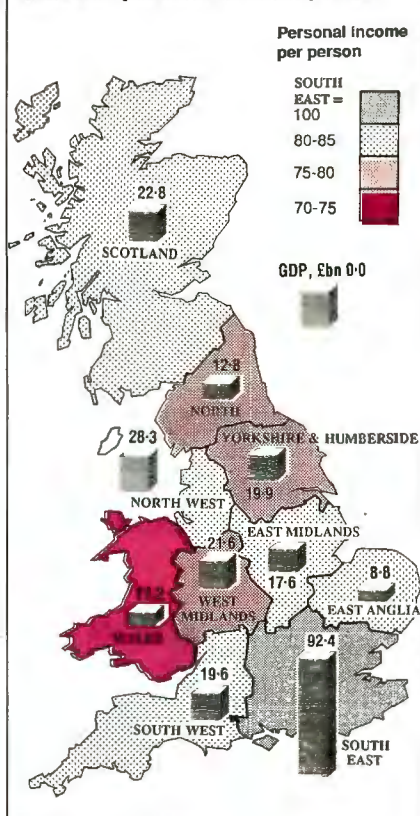 Personal income
per person
SOUTH
EAST =
100
80-85
75-80
70-75
GDP, £bn 0·0
22·8
SCOTLAND
12·8
NORTH
28·3
NORTH WEST
YORKSHIRE & HUMBERSIDE
19·9
EAST MIDLANDS
17·6
21·6
WEST
MIDLANDS
8·8
EAST ANGLIA
WALES
19·6
SOUTH WEST
92·4
SOUTH
EAST